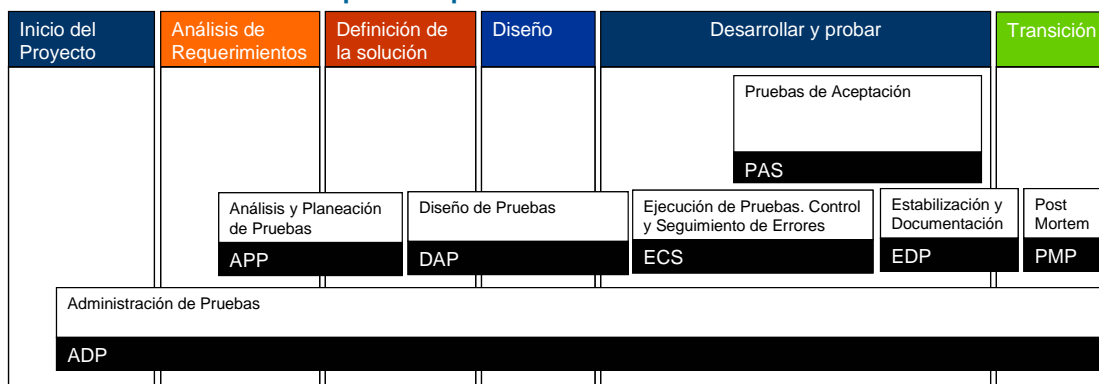 Inicio del
Proyecto
Análisis de
Requerimientos
Definición de
la solución
Diseño
Desarrollar y probar
Transición
Pruebas de Aceptación
PAS
Análisis y Planeación
de Pruebas
APP
Diseño de Pruebas
DAP
Ejecución de Pruebas. Control
y Seguimiento de Errores
ECS
Estabilización y
Documentación
EDP
Post
Mortem
PMP
Administración de Pruebas
ADP